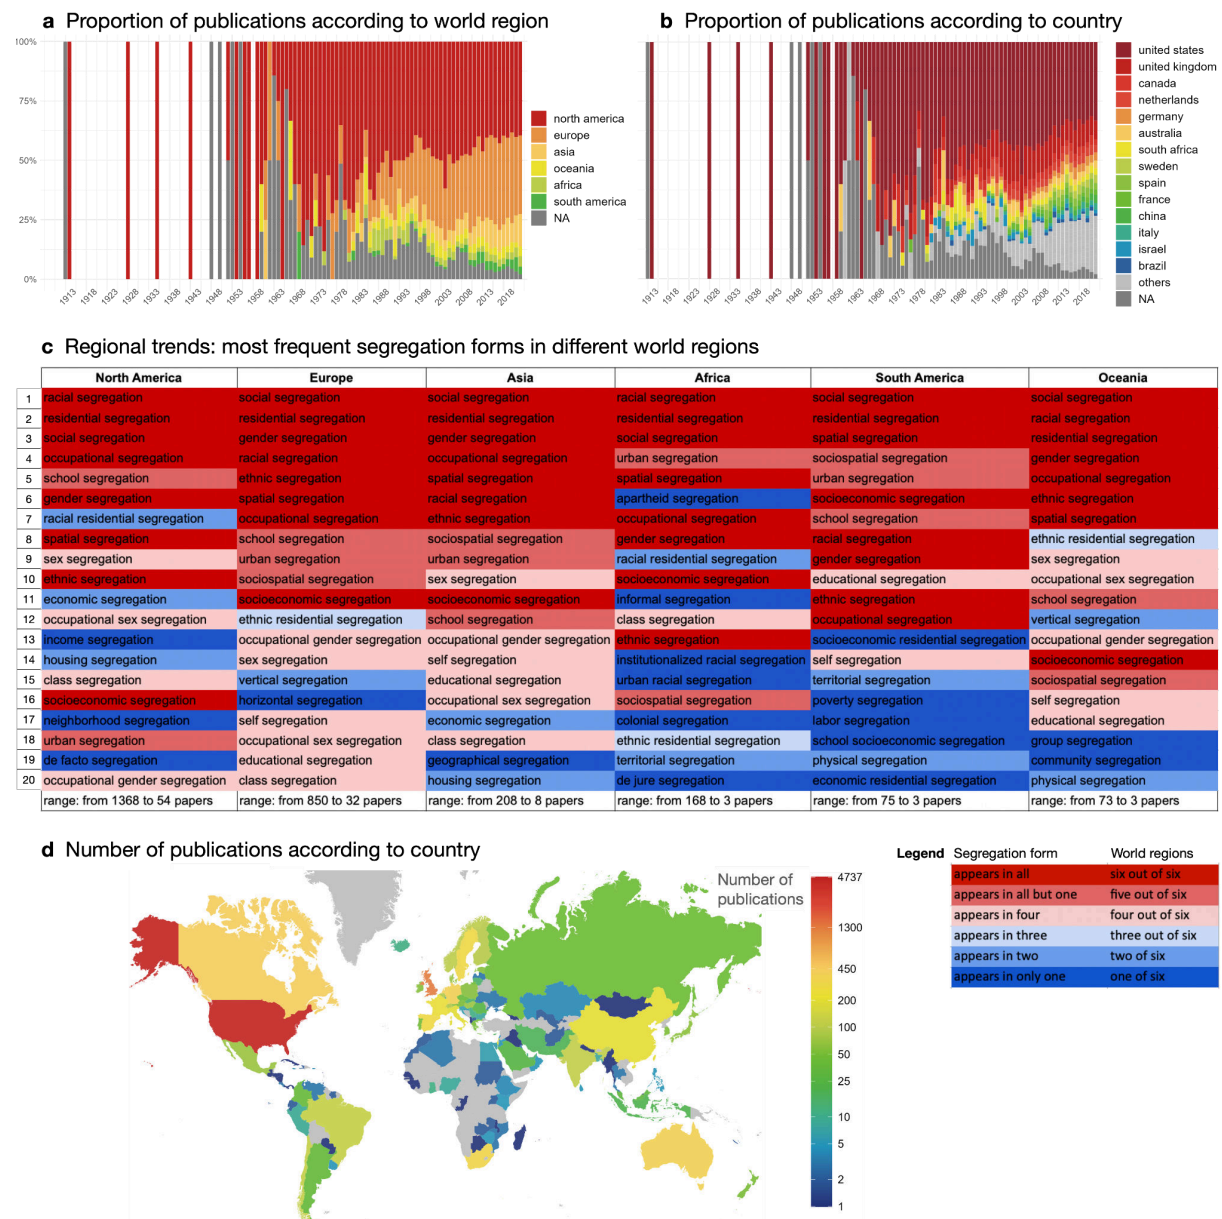 a Proportion of publications according to world region
100%
75%
50%
25%
0%
1913 1918 1923 1928 1933 1938 1943 1948 1953 1958 1963 1968 1973 1978 1983 1988 1993 1998 2003 2008 2013 2018
north america
europe
asia
oceania
africa
south america
NA
b Proportion of publications according to country
1913 1918 1923 1928 1933 1938 1943 1948 1953 1958 1963 1968 1973 1978 1983 1988 1993 1998 2003 2008 2013 2018
united states
united kingdom
canada
netherlands
germany
australia
south africa
sweden
spain
france
china
italy
israel
brazil
others
NA
c Regional trends: most frequent segregation forms in different world regions
North America Europe Asia Africa South America Oceania
1 racial segregation social segregation social segregation racial segregation social segregation social segregation
2 residential segregation residential segregation residential segregation residential segregation residential segregation racial segregation
3 social segregation gender segregation gender segregation social segregation spatial segregation residential segregation
4 occupational segregation racial segregation occupational segregation urban segregation sociospatial segregation gender segregation
5 school segregation ethnic segregation spatial segregation spatial segregation urban segregation occupational segregation
6 gender segregation spatial segregation racial segregation apartheid segregation socioeconomic segregation ethnic segregation
7 racial residential segregation occupational segregation ethnic segregation occupational segregation school segregation spatial segregation
8 spatial segregation school segregation sociospatial segregation gender segregation racial segregation ethnic residential segregation
9 sex segregation urban segregation urban segregation racial residential segregation gender segregation sex segregation
10 ethnic segregation sociospatial segregation sex segregation socioeconomic segregation educational segregation occupational sex segregation
11 economic segregation socioeconomic segregation socioeconomic segregation informal segregation ethnic segregation school segregation
12 occupational sex segregation ethnic residential segregation school segregation class segregation occupational segregation vertical segregation
13 income segregation occupational gender segregation occupational gender segregation ethnic segregation socioeconomic residential segregation occupational gender segregation
14 housing segregation sex segregation self segregation institutionalized racial segregation self segregation socioeconomic segregation
15 class segregation vertical segregation educational segregation urban racial segregation territorial segregation sociospatial segregation
16 socioeconomic segregation horizontal segregation occupational sex segregation sociospatial segregation poverty segregation self segregation
17 neighborhood segregation self segregation economic segregation colonial segregation labor segregation educational segregation
18 urban segregation occupational sex segregation class segregation ethnic residential segregation school socioeconomic segregation group segregation
19 de facto segregation educational segregation geographical segregation territorial segregation physical segregation community segregation
20 occupational gender segregation class segregation housing segregation de jure segregation economic residential segregation physical segregation
range: from 1368 to 54 papers range: from 850 to 32 papers range: from 208 to 8 papers range: from 168 to 3 papers range: from 75 to 3 papers range: from 73 to 3 papers
d Number of publications according to country
Number of
publications
4737
1300
450
200
100
50
25
10
5
2
1
Legend Segregation form World regions
appears in all six out of six
appears in all but one five out of six
appears in four four out of six
appears in three three out of six
appears in two two of six
appears in only one one of six